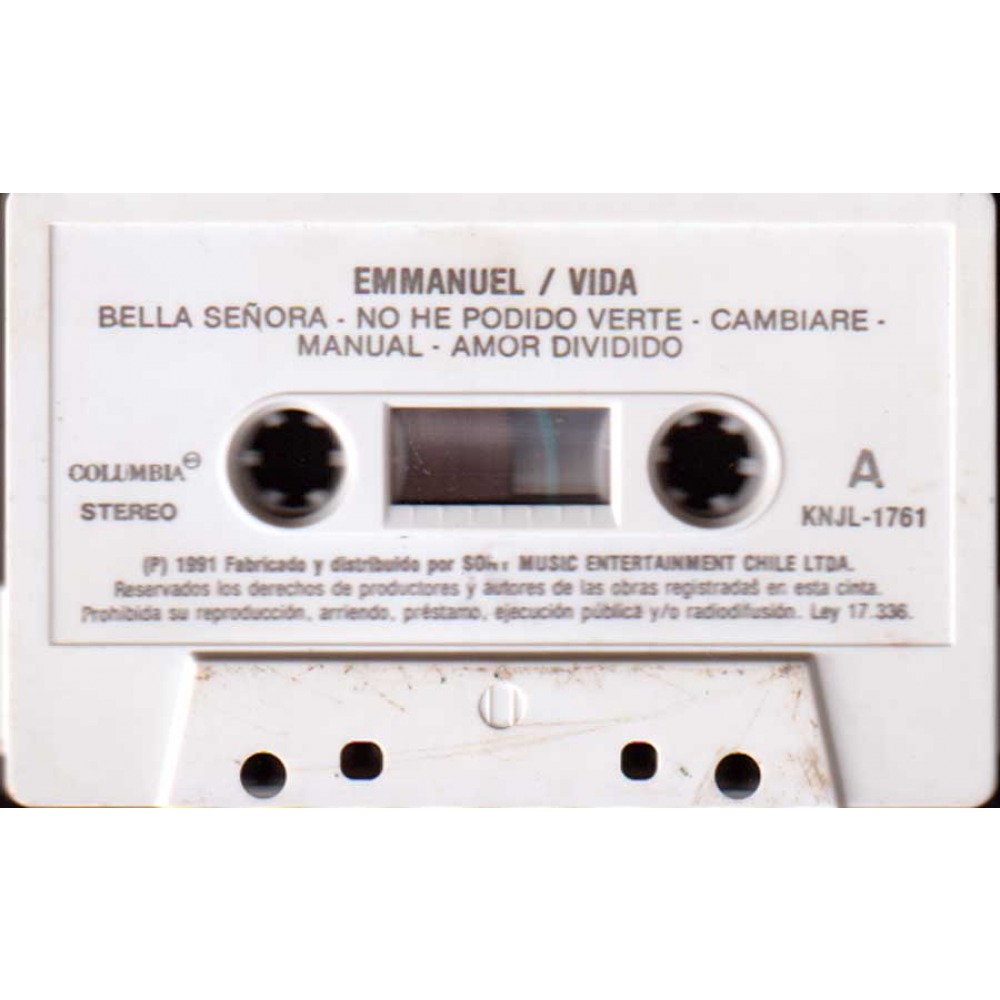 EMMANUEL / VIDA
BELLA SEÑORA - NO HE PODIDO VERTE - CAMBIARE -
MANUAL - AMOR DIVIDIDO
COLUMBIA
STEREO
A
KNJL-1761
(P) 1991 Fabricado y distribuido por SONY MUSIC ENTERTAINMENT CHILE LTDA.
Reservados los derechos de productores y autores de las obras registradas en esta cinta.
Prohibida su reproducción, arriendo, préstamo, ejecución pública y/o radiodifusión. Ley 17.336.